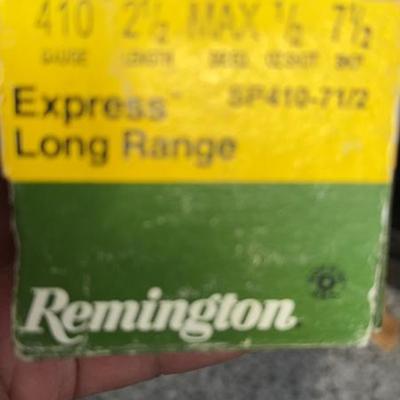 410 2½ MAX ½ 7½
GAUGE LENGTH DR.EQ. OZ.SHOT SHOT
Express™ SP410-71/2
Long Range
Remington